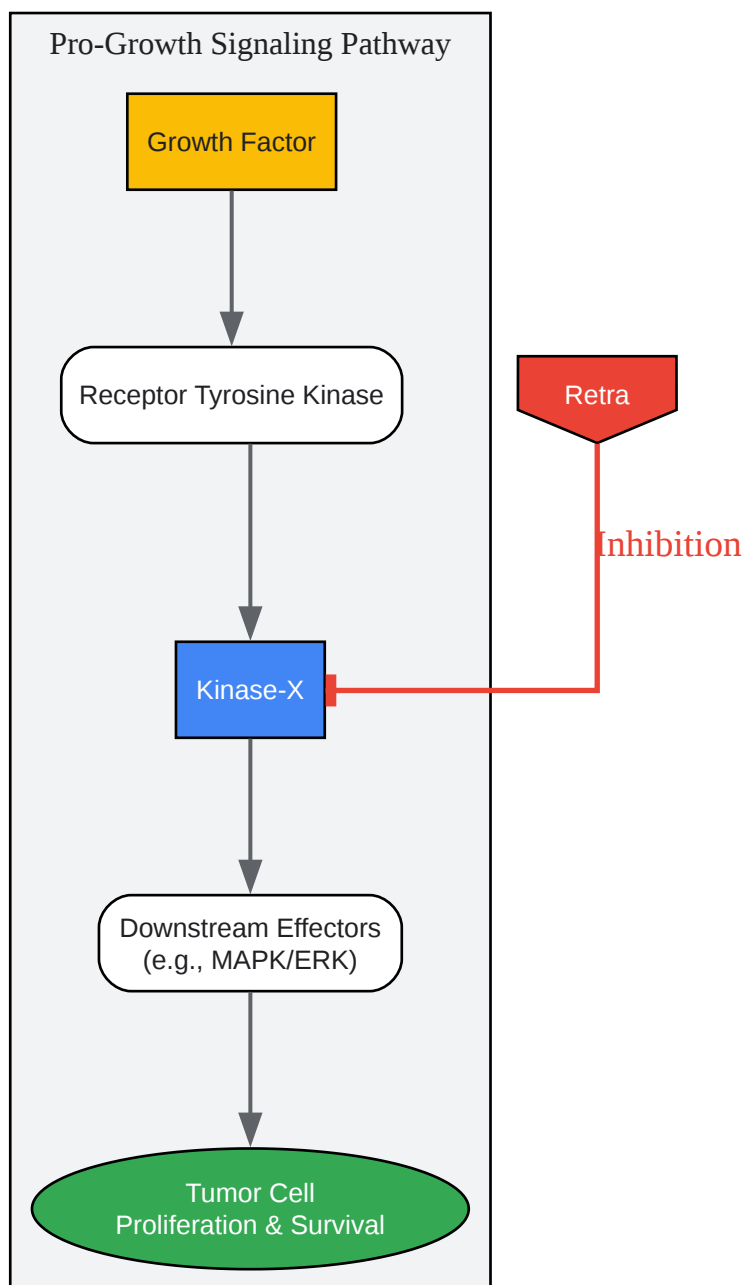 Pro-Growth Signaling Pathway
Growth Factor
Receptor Tyrosine Kinase
Retra
Inhibition
Kinase-X
Downstream Effectors
(e.g., MAPK/ERK)
Tumor Cell
Proliferation & Survival